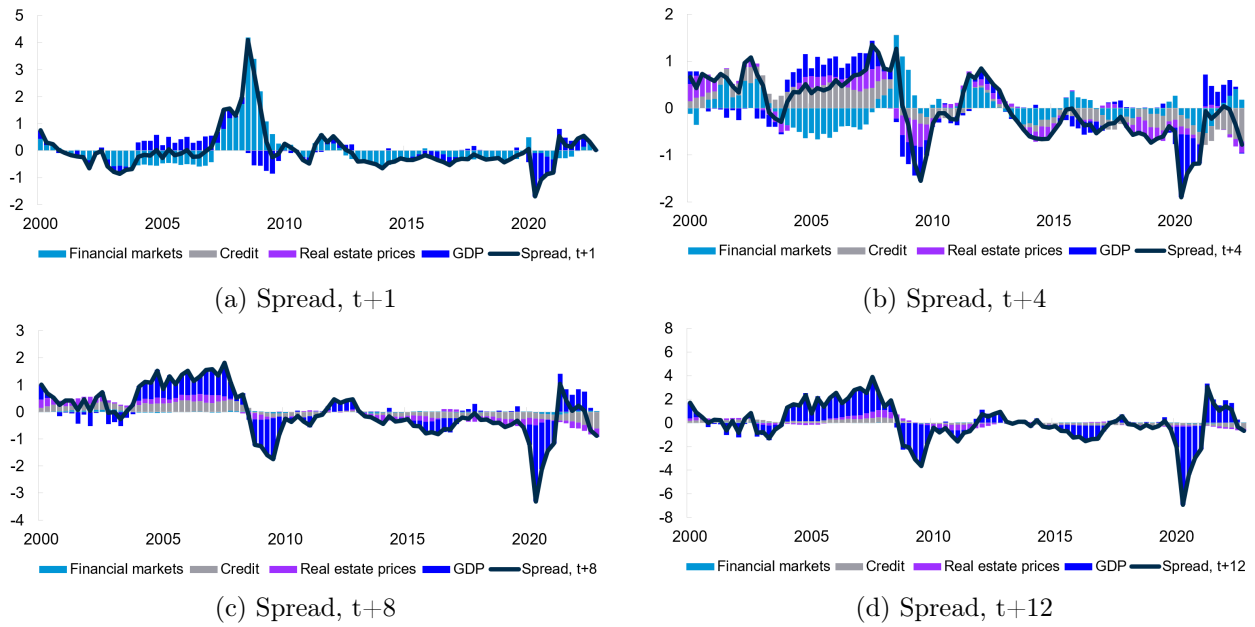 5
4
3
2
1
0
-1
-2
2000 2005 2010 2015 2020
Financial markets Credit Real estate prices GDP Spread, t+1
(a) Spread, t+1
2
1
0
-1
-2
2000 2005 2010 2015 2020
Financial markets Credit Real estate prices GDP Spread, t+4
(b) Spread, t+4
3
2
1
0
-1
-2
-3
-4
2000 2005 2010 2015 2020
Financial markets Credit Real estate prices GDP Spread, t+8
(c) Spread, t+8
8
6
4
2
0
-2
-4
-6
-8
2000 2005 2010 2015 2020
Financial markets Credit Real estate prices GDP Spread, t+12
(d) Spread, t+12